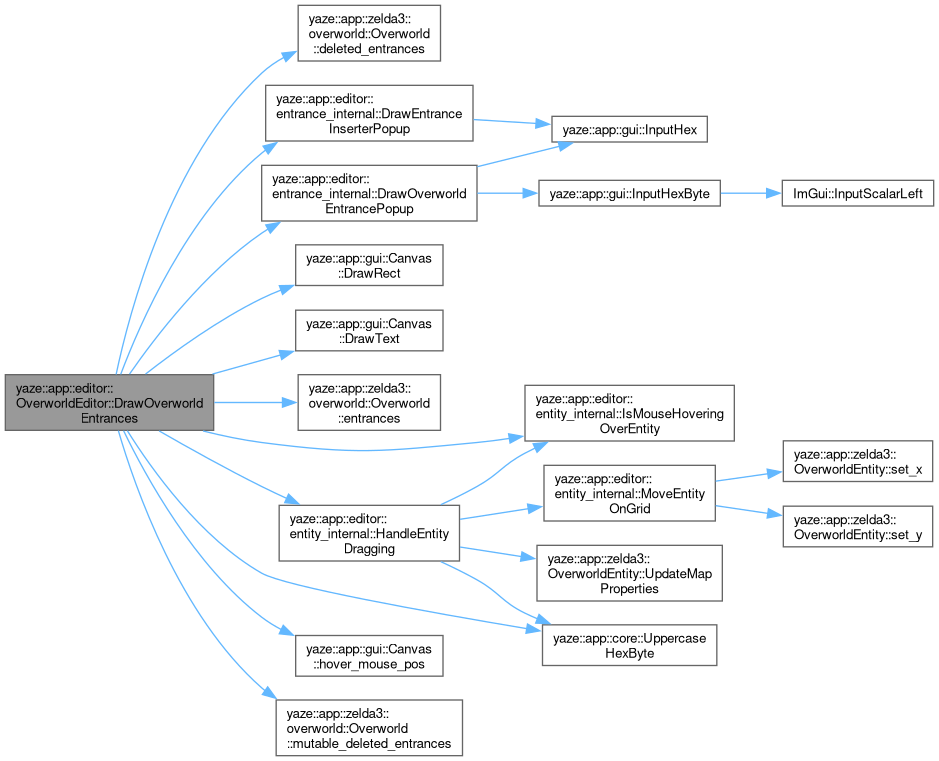 yaze::app::zelda3::
overworld::Overworld
::deleted_entrances
yaze::app::editor::
entrance_internal::DrawEntrance
InserterPopup
yaze::app::gui::InputHex
yaze::app::editor::
entrance_internal::DrawOverworld
EntrancePopup
yaze::app::gui::InputHexByte
ImGui::InputScalarLeft
yaze::app::gui::Canvas
::DrawRect
yaze::app::gui::Canvas
::DrawText
yaze::app::editor::
OverworldEditor::DrawOverworld
Entrances
yaze::app::zelda3::
overworld::Overworld
::entrances
yaze::app::editor::
entity_internal::IsMouseHovering
OverEntity
yaze::app::zelda3::
OverworldEntity::set_x
yaze::app::editor::
entity_internal::MoveEntity
OnGrid
yaze::app::zelda3::
OverworldEntity::set_y
yaze::app::editor::
entity_internal::HandleEntity
Dragging
yaze::app::zelda3::
OverworldEntity::UpdateMap
Properties
yaze::app::core::Uppercase
HexByte
yaze::app::gui::Canvas
::hover_mouse_pos
yaze::app::zelda3::
overworld::Overworld
::mutable_deleted_entrances